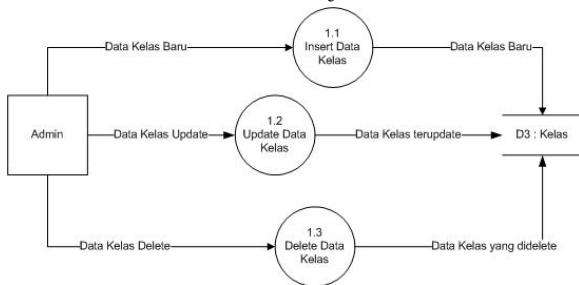 1.1
Data Kelas Baru
Insert Data
Kelas
Data Kelas Baru
1.2
Admin
Data Kelas Update
Update Data
Kelas
Data Kelas terupdate
D3 : Kelas
1.3
Data Kelas Delete
Delete Data
Kelas
Data Kelas yang didelete